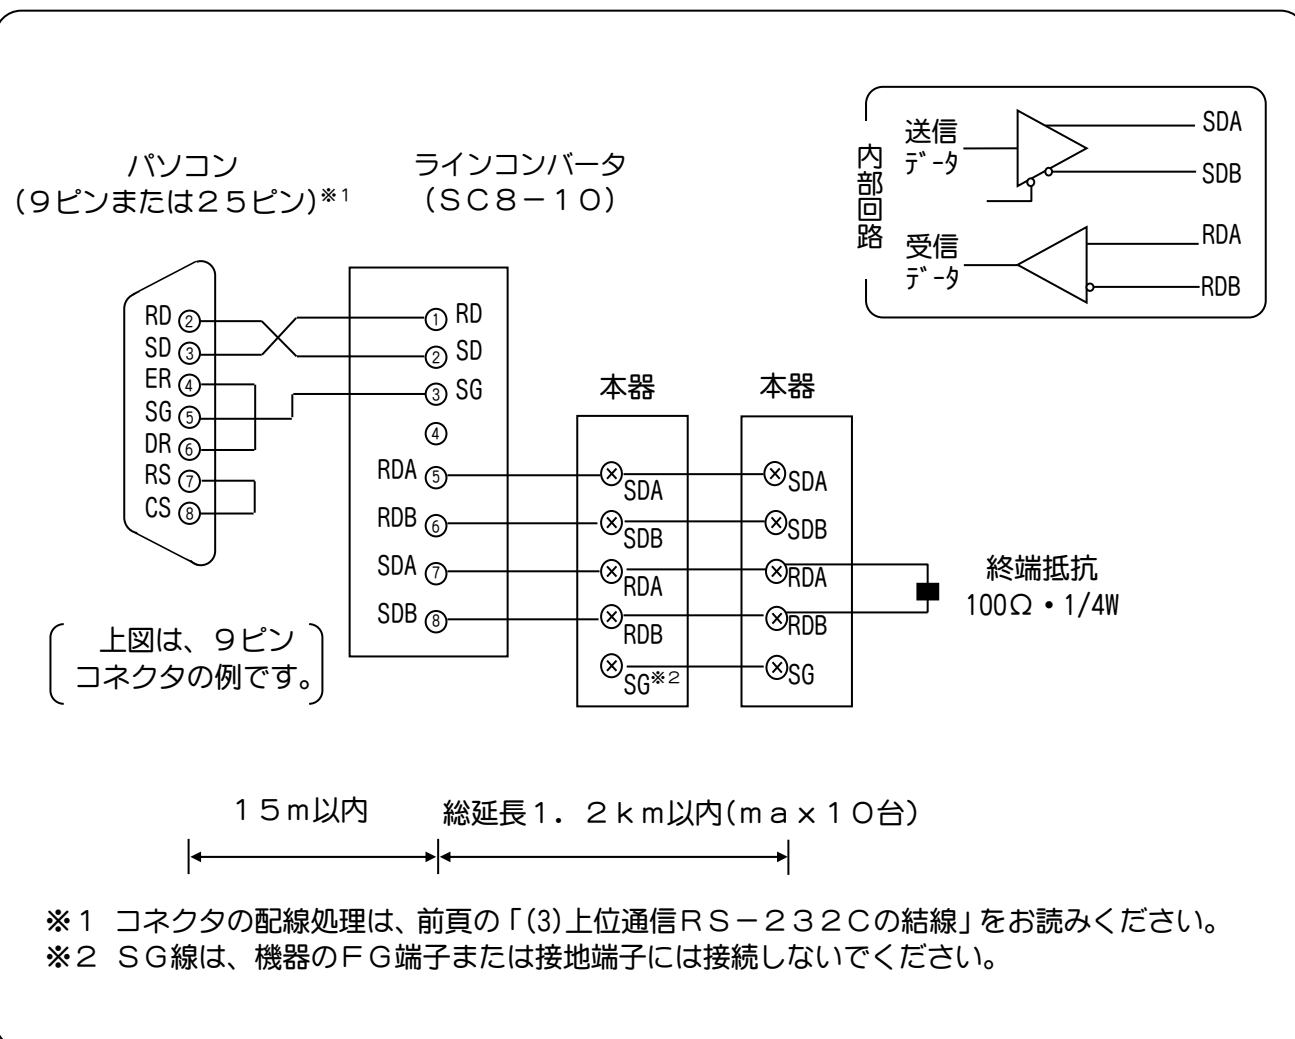 パソコン
(９ピンまたは２５ピン)※1
ラインコンバータ
(ＳＣ８－１０)
内部回路
送信
ﾃﾞｰﾀ
SDA
SDB
受信
ﾃﾞｰﾀ
RDA
RDB
RD ②
SD ③
ER ④
SG ⑤
DR ⑥
RS ⑦
CS ⑧
① RD
② SD
③ SG
④
RDA ⑤
RDB ⑥
SDA ⑦
SDB ⑧
本器
SDA
SDB
RDA
RDB
SG※2
本器
SDA
SDB
RDA
RDB
SG
終端抵抗
100Ω・1/4W
上図は、９ピン
コネクタの例です。
１５ｍ以内
総延長１．２ｋｍ以内(ｍａｘ１０台)
※１ コネクタの配線処理は、前頁の「(3)上位通信ＲＳ－２３２Ｃの結線」をお読みください。
※２ ＳＧ線は、機器のＦＧ端子または接地端子には接続しないでください。